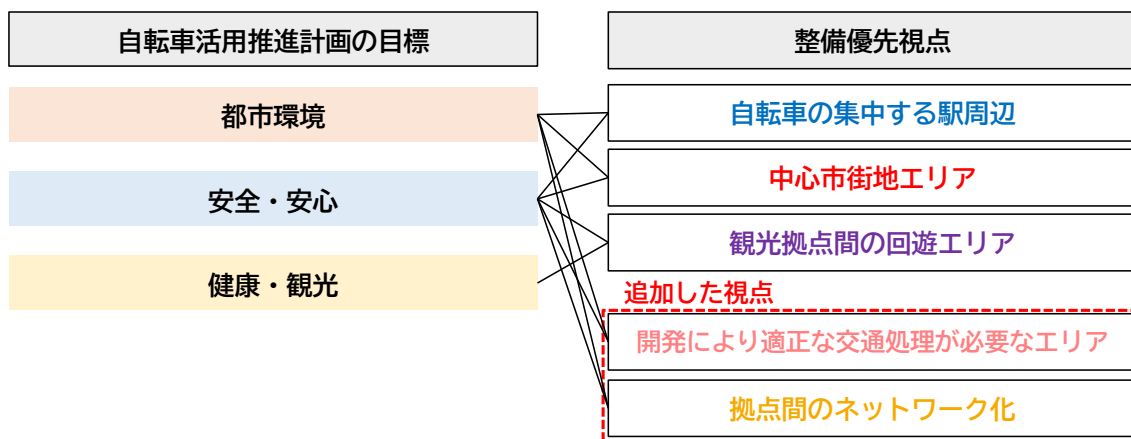 自転車活用推進計画の目標
整備優先視点
都市環境
安全・安心
健康・観光
自転車の集中する駅周辺
中心市街地エリア
観光拠点間の回遊エリア
追加した視点
開発により適正な交通処理が必要なエリア
拠点間のネットワーク化